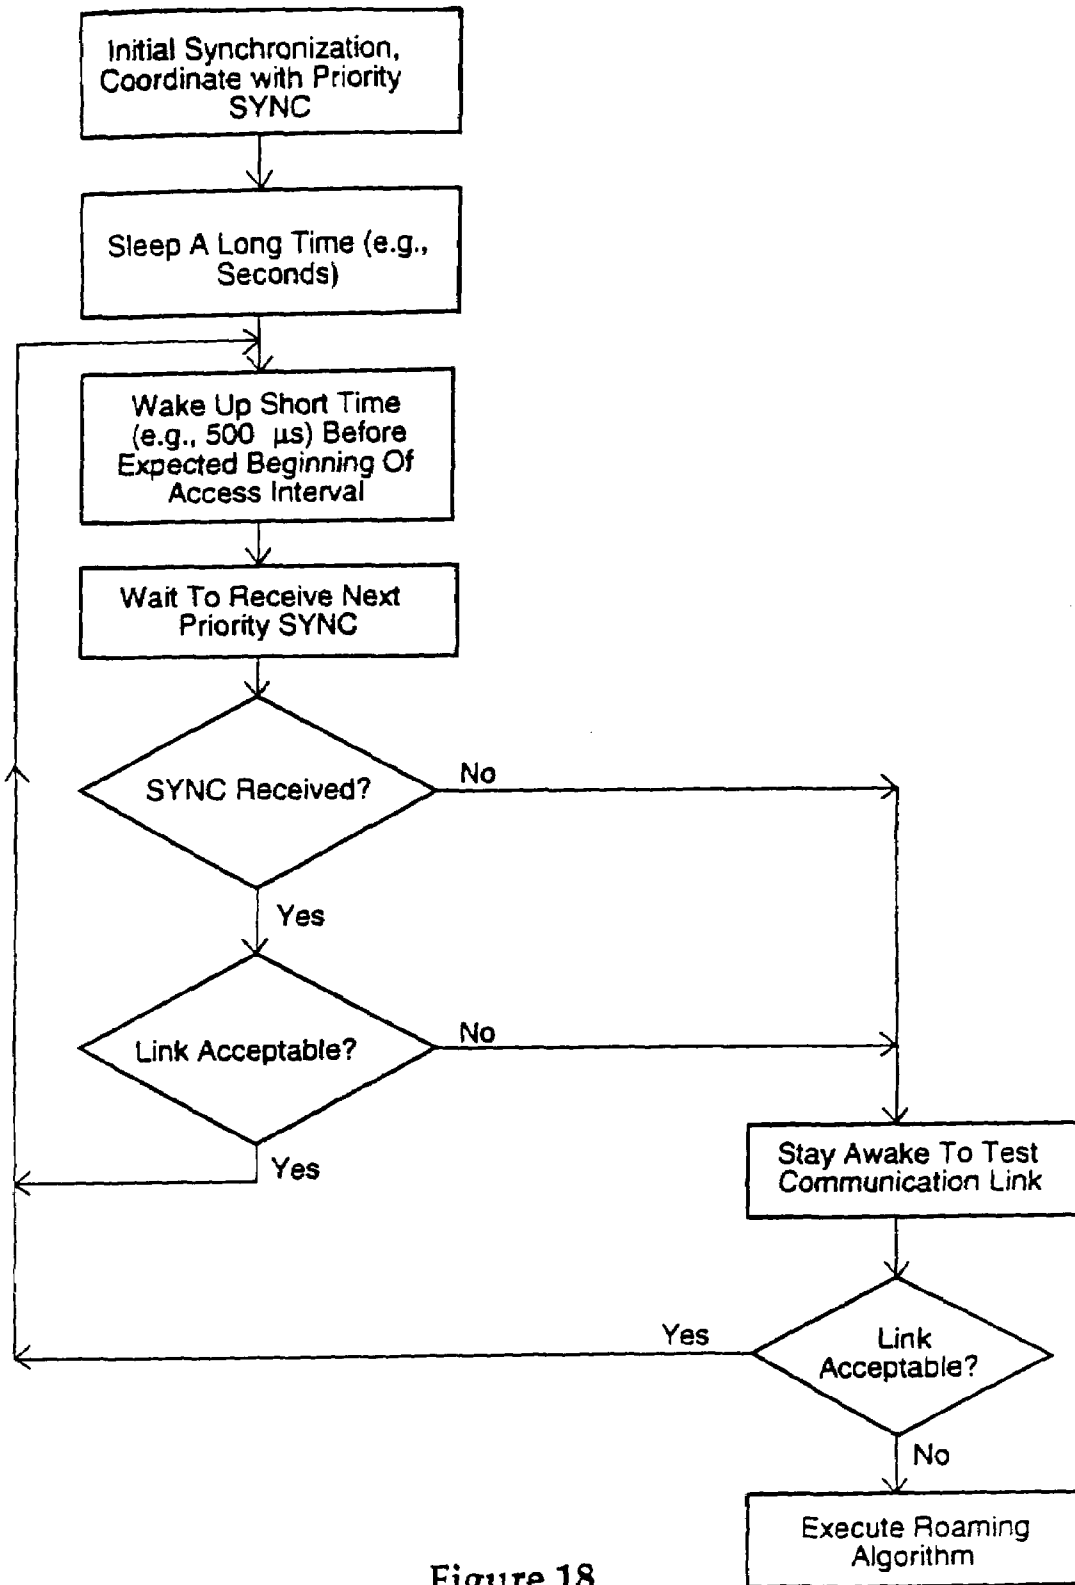 Initial Synchronization,
Coordinate with Priority
SYNC
Sleep A Long Time (e.g.,
Seconds)
Wake Up Short Time
(e.g., 500 µs) Before
Expected Beginning Of
Access Interval
Wait To Receive Next
Priority SYNC
SYNC Received?
No
Yes
Link Acceptable?
No
Yes
Stay Awake To Test
Communication Link
Link
Acceptable?
Yes
No
Execute Roaming
Algorithm
Figure 18